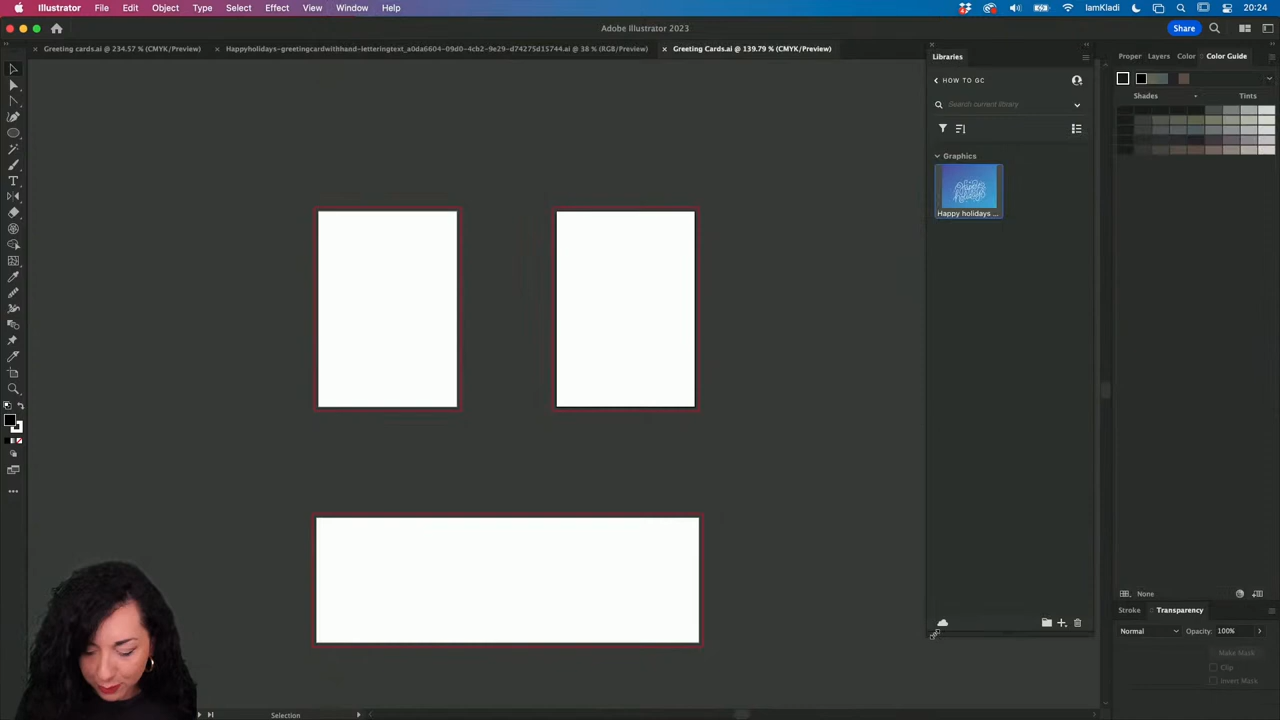 Illustrator File Edit Object Type Select Effect View Window Help IamKladi 20:24
Adobe Illustrator 2023
Share
Greeting cards.ai @ 234.57 % (CMYK/Preview)
Happyholidays-greetingcardwithhand-letteringtext_a0da6604-09d0-4cb2-9e29-d74275d15744.ai @ 38 % (RGB/Preview)
Greeting Cards.ai @ 139.79 % (CMYK/Preview)
Libraries
Proper Layers Color Color Guide
HOW TO GC
Shades Tints
Search current library
Graphics
Happy holidays ...
None
Stroke Transparency
Normal Opacity: 100%
Make Mask
Clip
Invert Mask
Selection